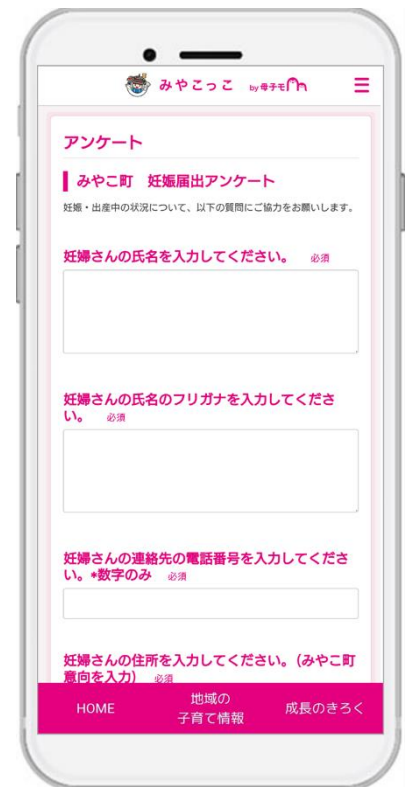 みやこっこ by母子モ
アンケート
みやこ町 妊娠届出アンケート
妊娠・出産中の状況について、以下の質問にご協力をお願いします。
妊婦さんの氏名を入力してください。 必須
妊婦さんの氏名のフリガナを入力してくださ
い。 必須
妊婦さんの連絡先の電話番号を入力してくださ
い。*数字のみ 必須
妊婦さんの住所を入力してください。(みやこ町
意向を入力) 必須
HOME
地域の
子育て情報
成長のきろく